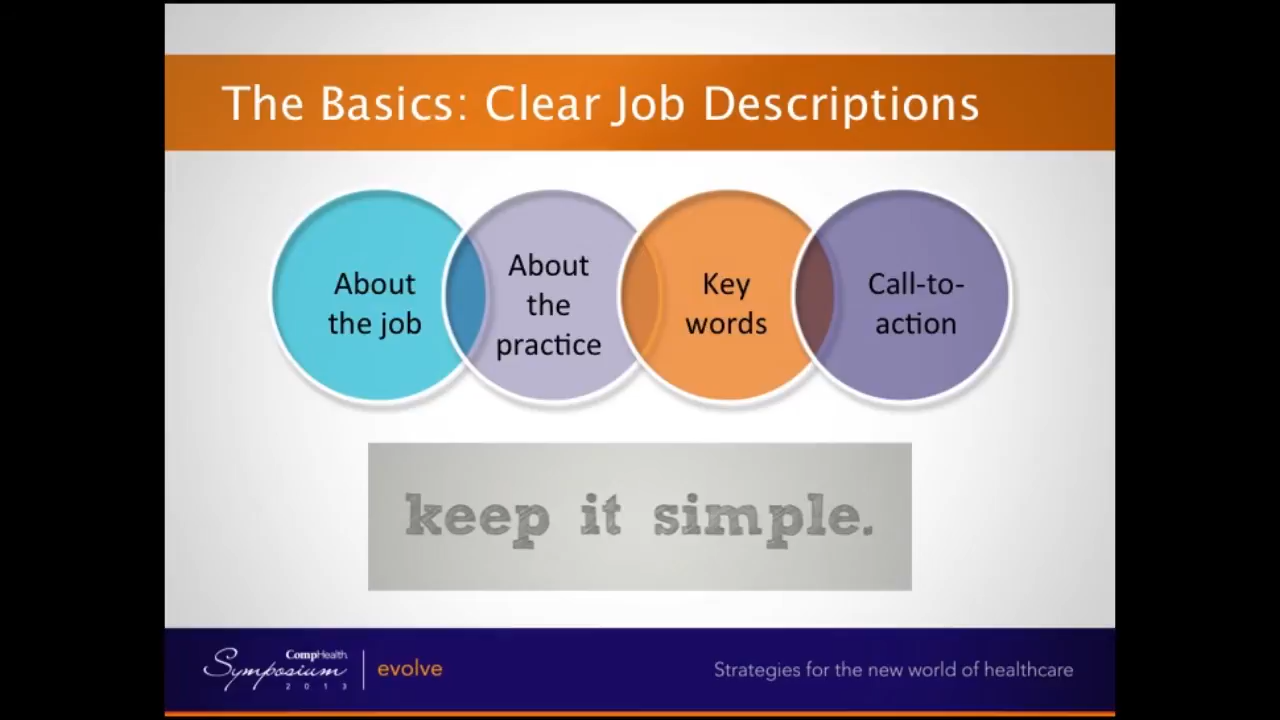 The Basics: Clear Job Descriptions
About
the job
About
the
practice
Key
words
Call-to-
action
keep it simple.
CompHealth
Symposium
2013
evolve
Strategies for the new world of healthcare